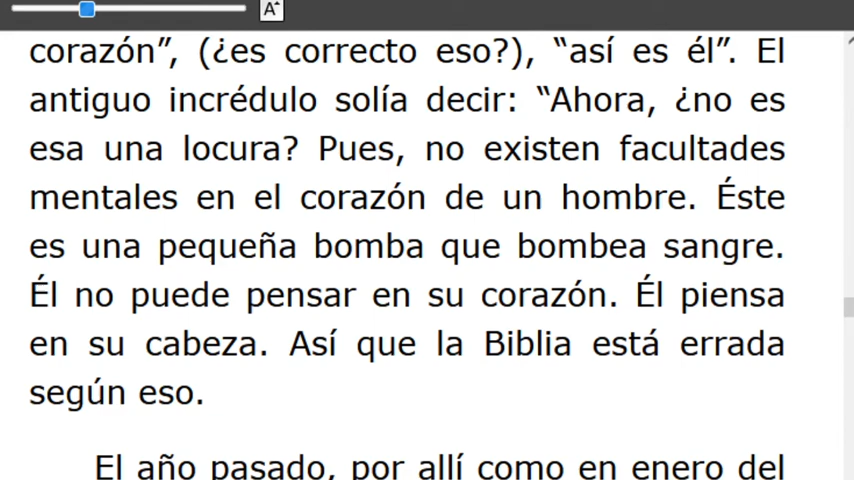 A
corazón”, (¿es correcto eso?), “así es él”. El
antiguo incrédulo solía decir: “Ahora, ¿no es
esa una locura? Pues, no existen facultades
mentales en el corazón de un hombre. Éste
es una pequeña bomba que bombea sangre.
Él no puede pensar en su corazón. Él piensa
en su cabeza. Así que la Biblia está errada
según eso.
El año pasado, por allí como en enero del